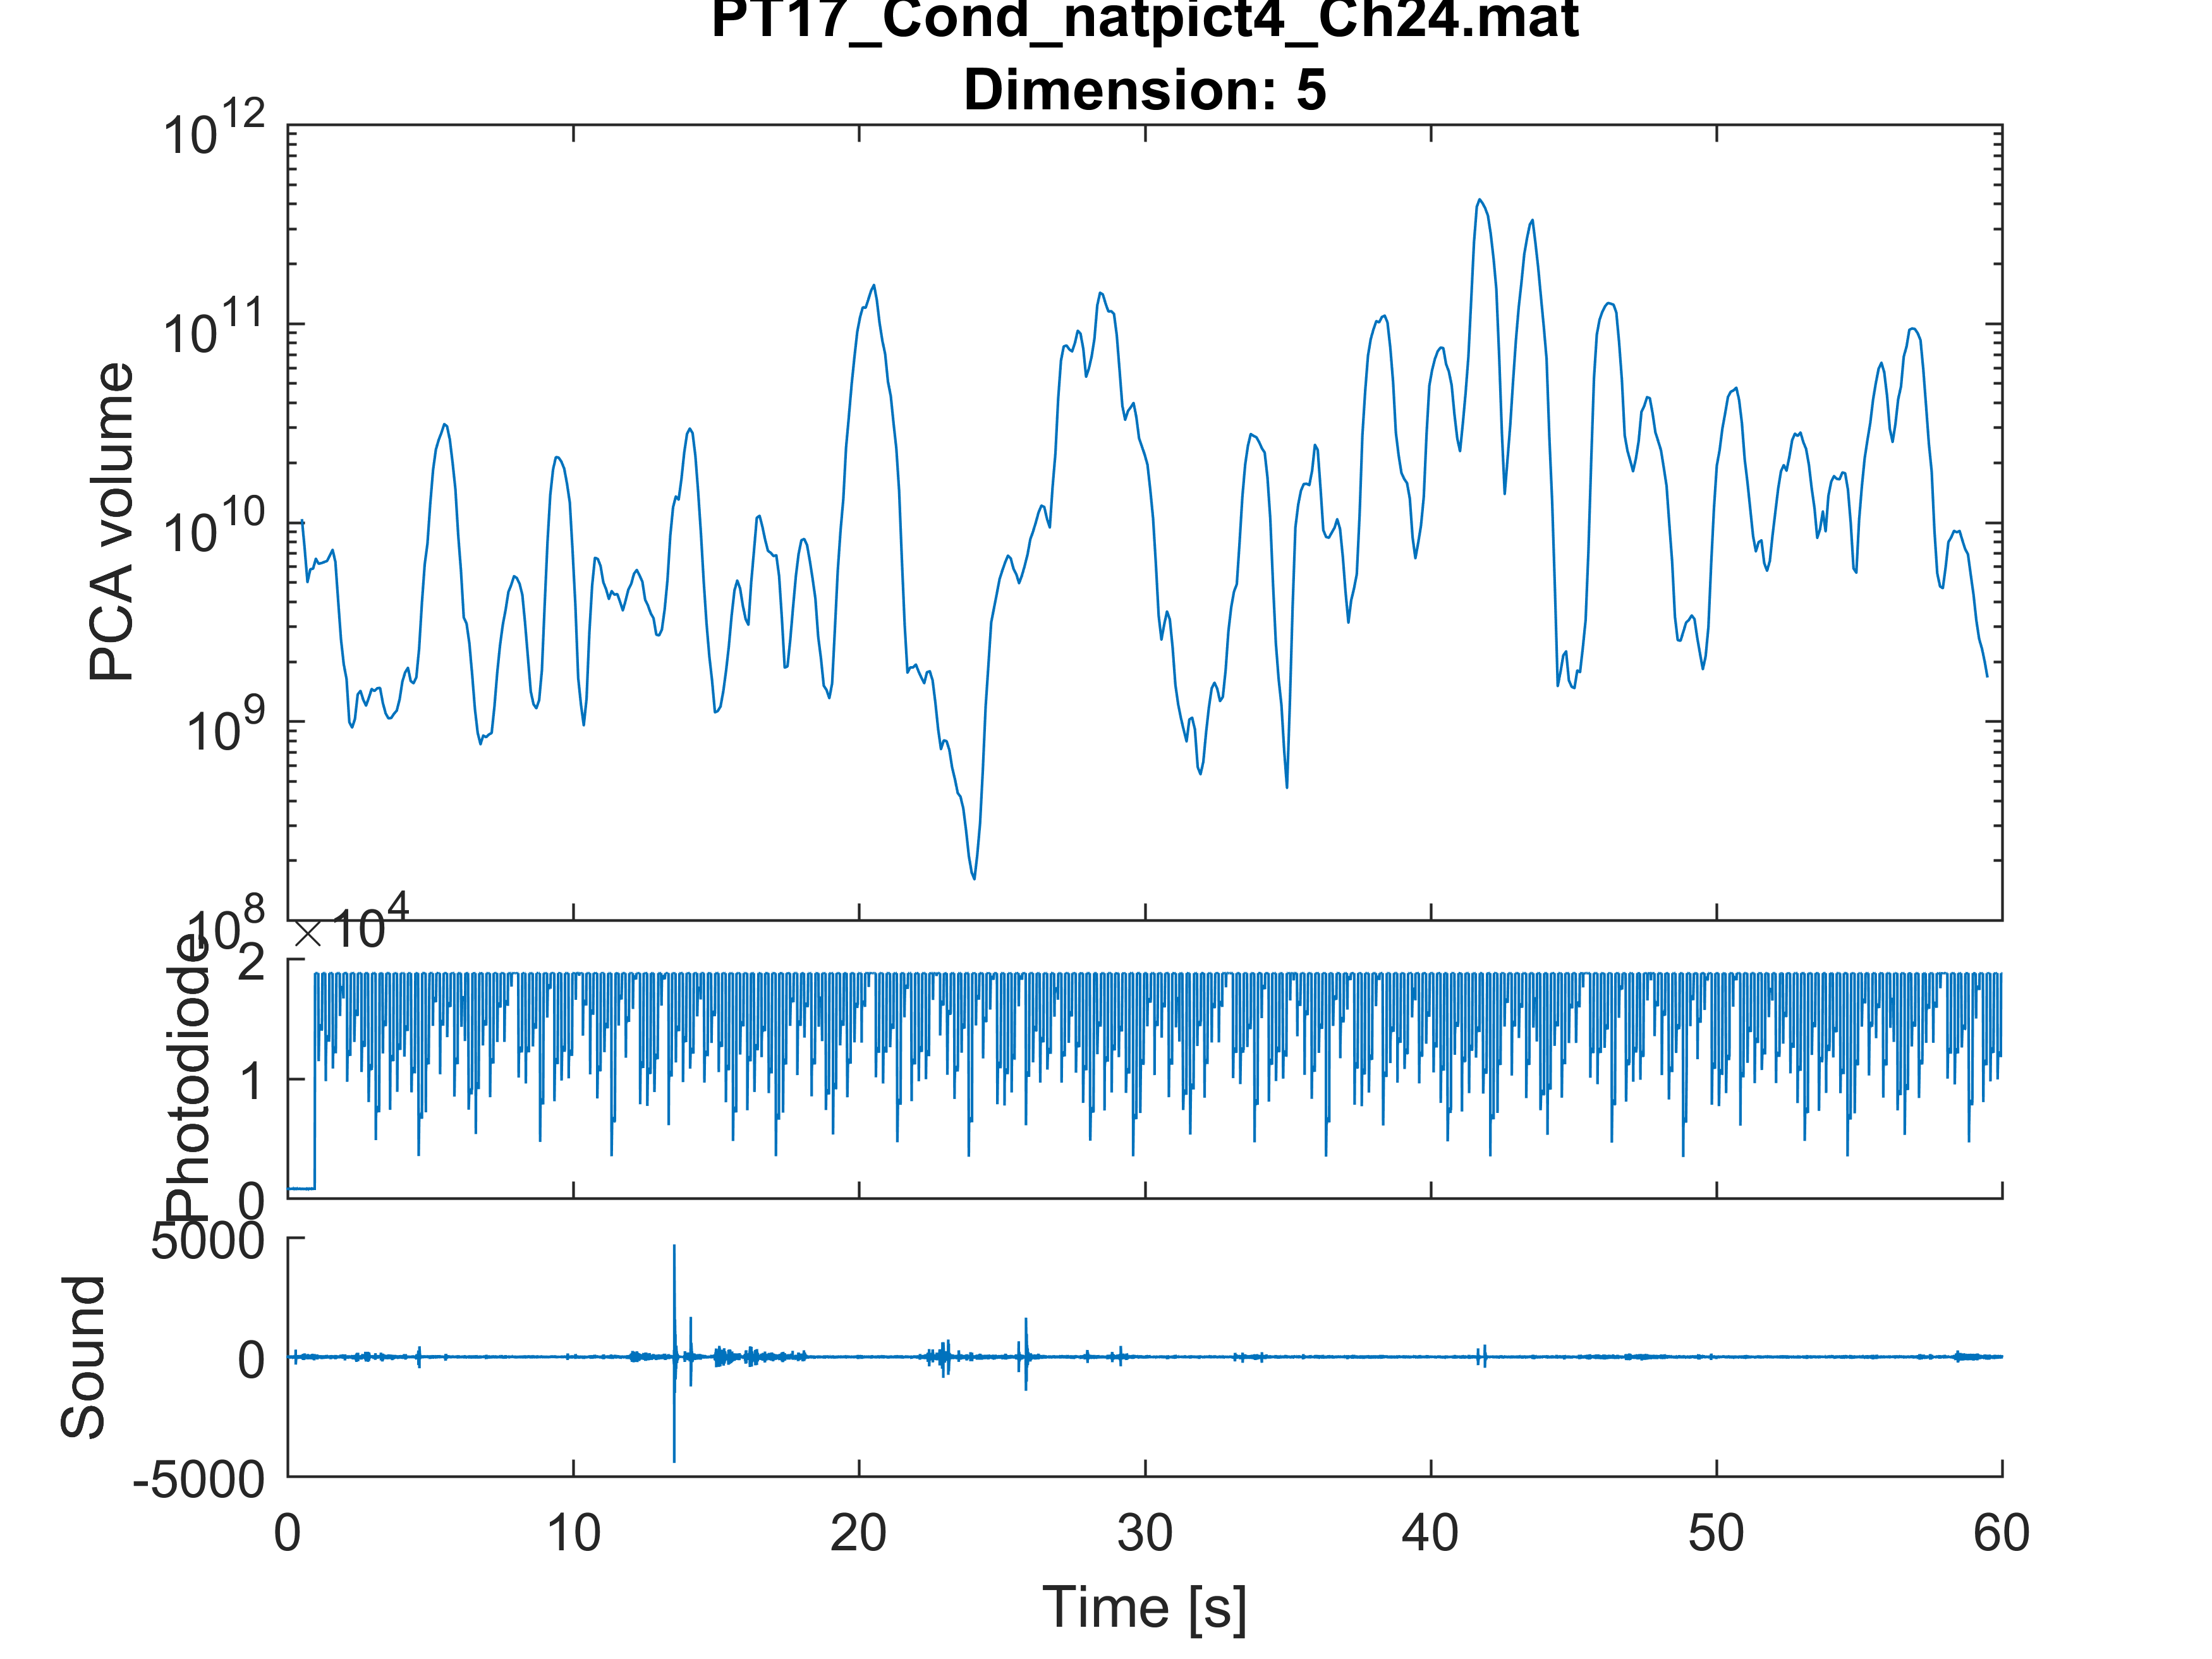 PT17_Cond_natpict4_Ch24.mat
Dimension: 5
PCA volume
10^12
10^11
10^10
10^9
10^8
× 10^4
Photodiode
2
1
0
Sound
5000
0
-5000
0 10 20 30 40 50 60
Time [s]